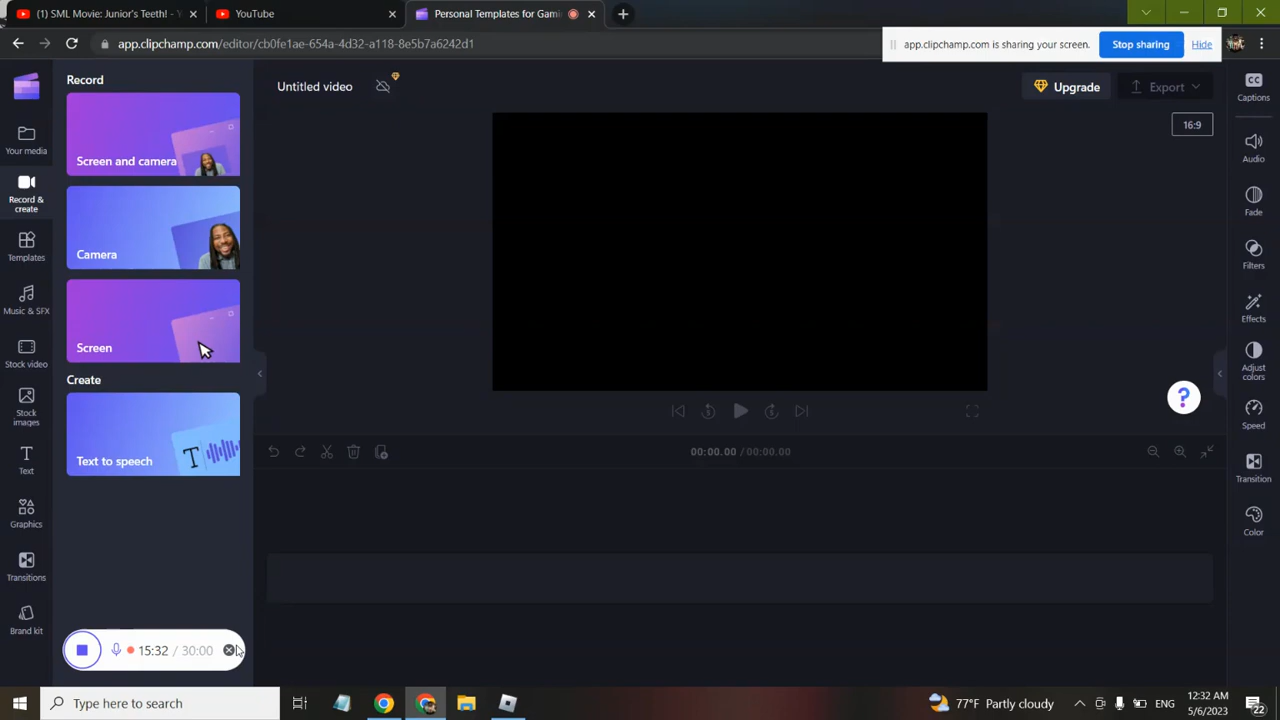 SML Movie: Junior's Teeth! - Y
YouTube
Personal Templates for Gami
app.clipchamp.com/editor/cb0fe1ae-654a-4d32-a118-8e5b7a6242d1
app.clipchamp.com is sharing your screen.
Stop sharing
Hide
Record
Untitled video
Upgrade
Export
Captions
16:9
Your media
Screen and camera
Audio
Record & create
Fade
Camera
Templates
Filters
Music & SFX
Effects
Screen
Stock video
Adjust colors
Create
Stock images
Speed
Text to speech
Text
00:00.00 / 00:00.00
Transition
Graphics
Color
Transitions
Brand kit
15:32 / 30:00
Type here to search
77°F Partly cloudy
12:32 AM
5/6/2023
22